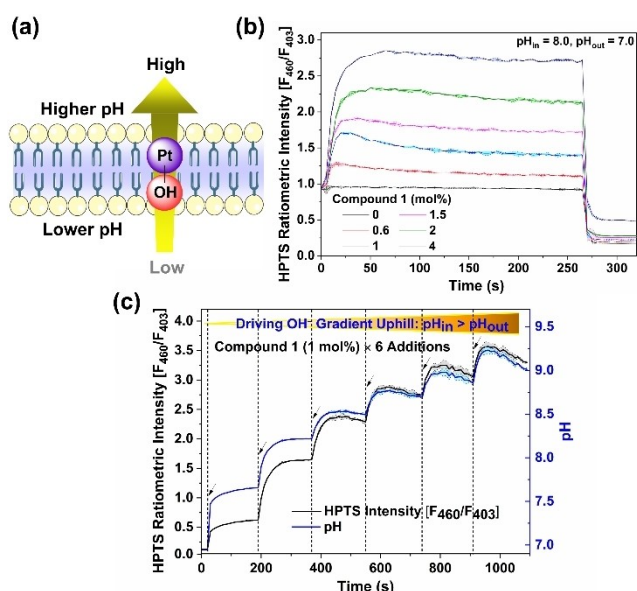 (a)
High
Higher pH
Pt
OH
Lower pH
Low
(b)
pHin = 8.0, pHout = 7.0
HPTS Ratiometric Intensity [F460/F403]
3.0
2.5
2.0
1.5
1.0
0.5
0.0
Compound 1 (mol%)
0 1.5
0.6 2
1 4
0 50 100 150 200 250 300
Time (s)
(c)
Driving OH- Gradient Uphill: pHin > pHout
Compound 1 (1 mol%) × 6 Additions
HPTS Ratiometric Intensity [F460/F403]
4.0
3.5
3.0
2.5
2.0
1.5
1.0
0.5
0.0
9.5
9.0
8.5
8.0
7.5
7.0
pH
HPTS Intensity [F460/F403]
pH
0 200 400 600 800 1000
Time (s)